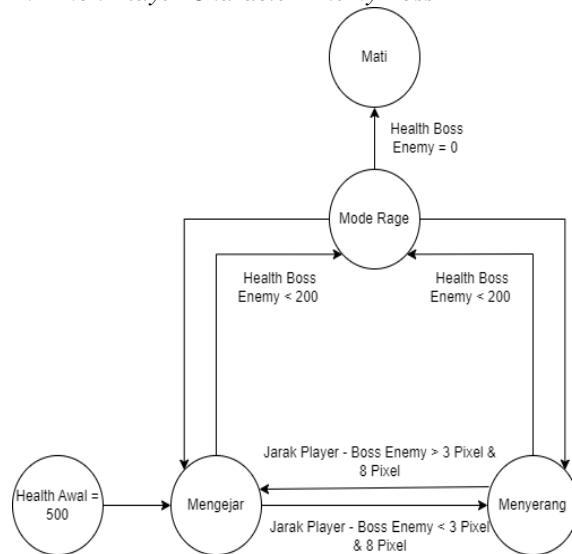 Mati
Health Boss
Enemy = 0
Mode Rage
Health Boss
Enemy < 200
Health Boss
Enemy < 200
Jarak Player - Boss Enemy > 3 Pixel &
8 Pixel
Health Awal =
500
Mengejar
Menyerang
Jarak Player - Boss Enemy < 3 Pixel
& 8 Pixel